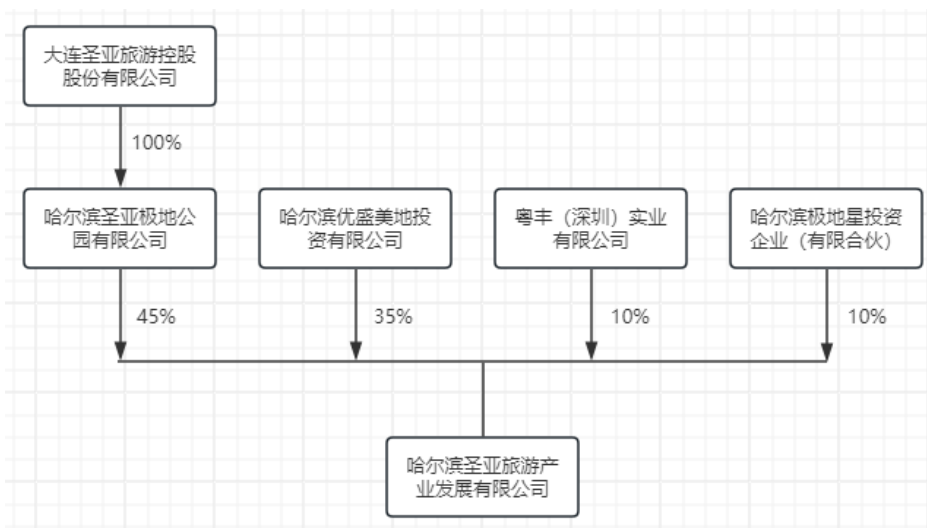 大连圣亚旅游控股
股份有限公司
100%
哈尔滨圣亚极地公
园有限公司
哈尔滨优盛美地投
资有限公司
粤丰（深圳）实业
有限公司
哈尔滨极地星投资
企业（有限合伙）
45%
35%
10%
10%
哈尔滨圣亚旅游产
业发展有限公司